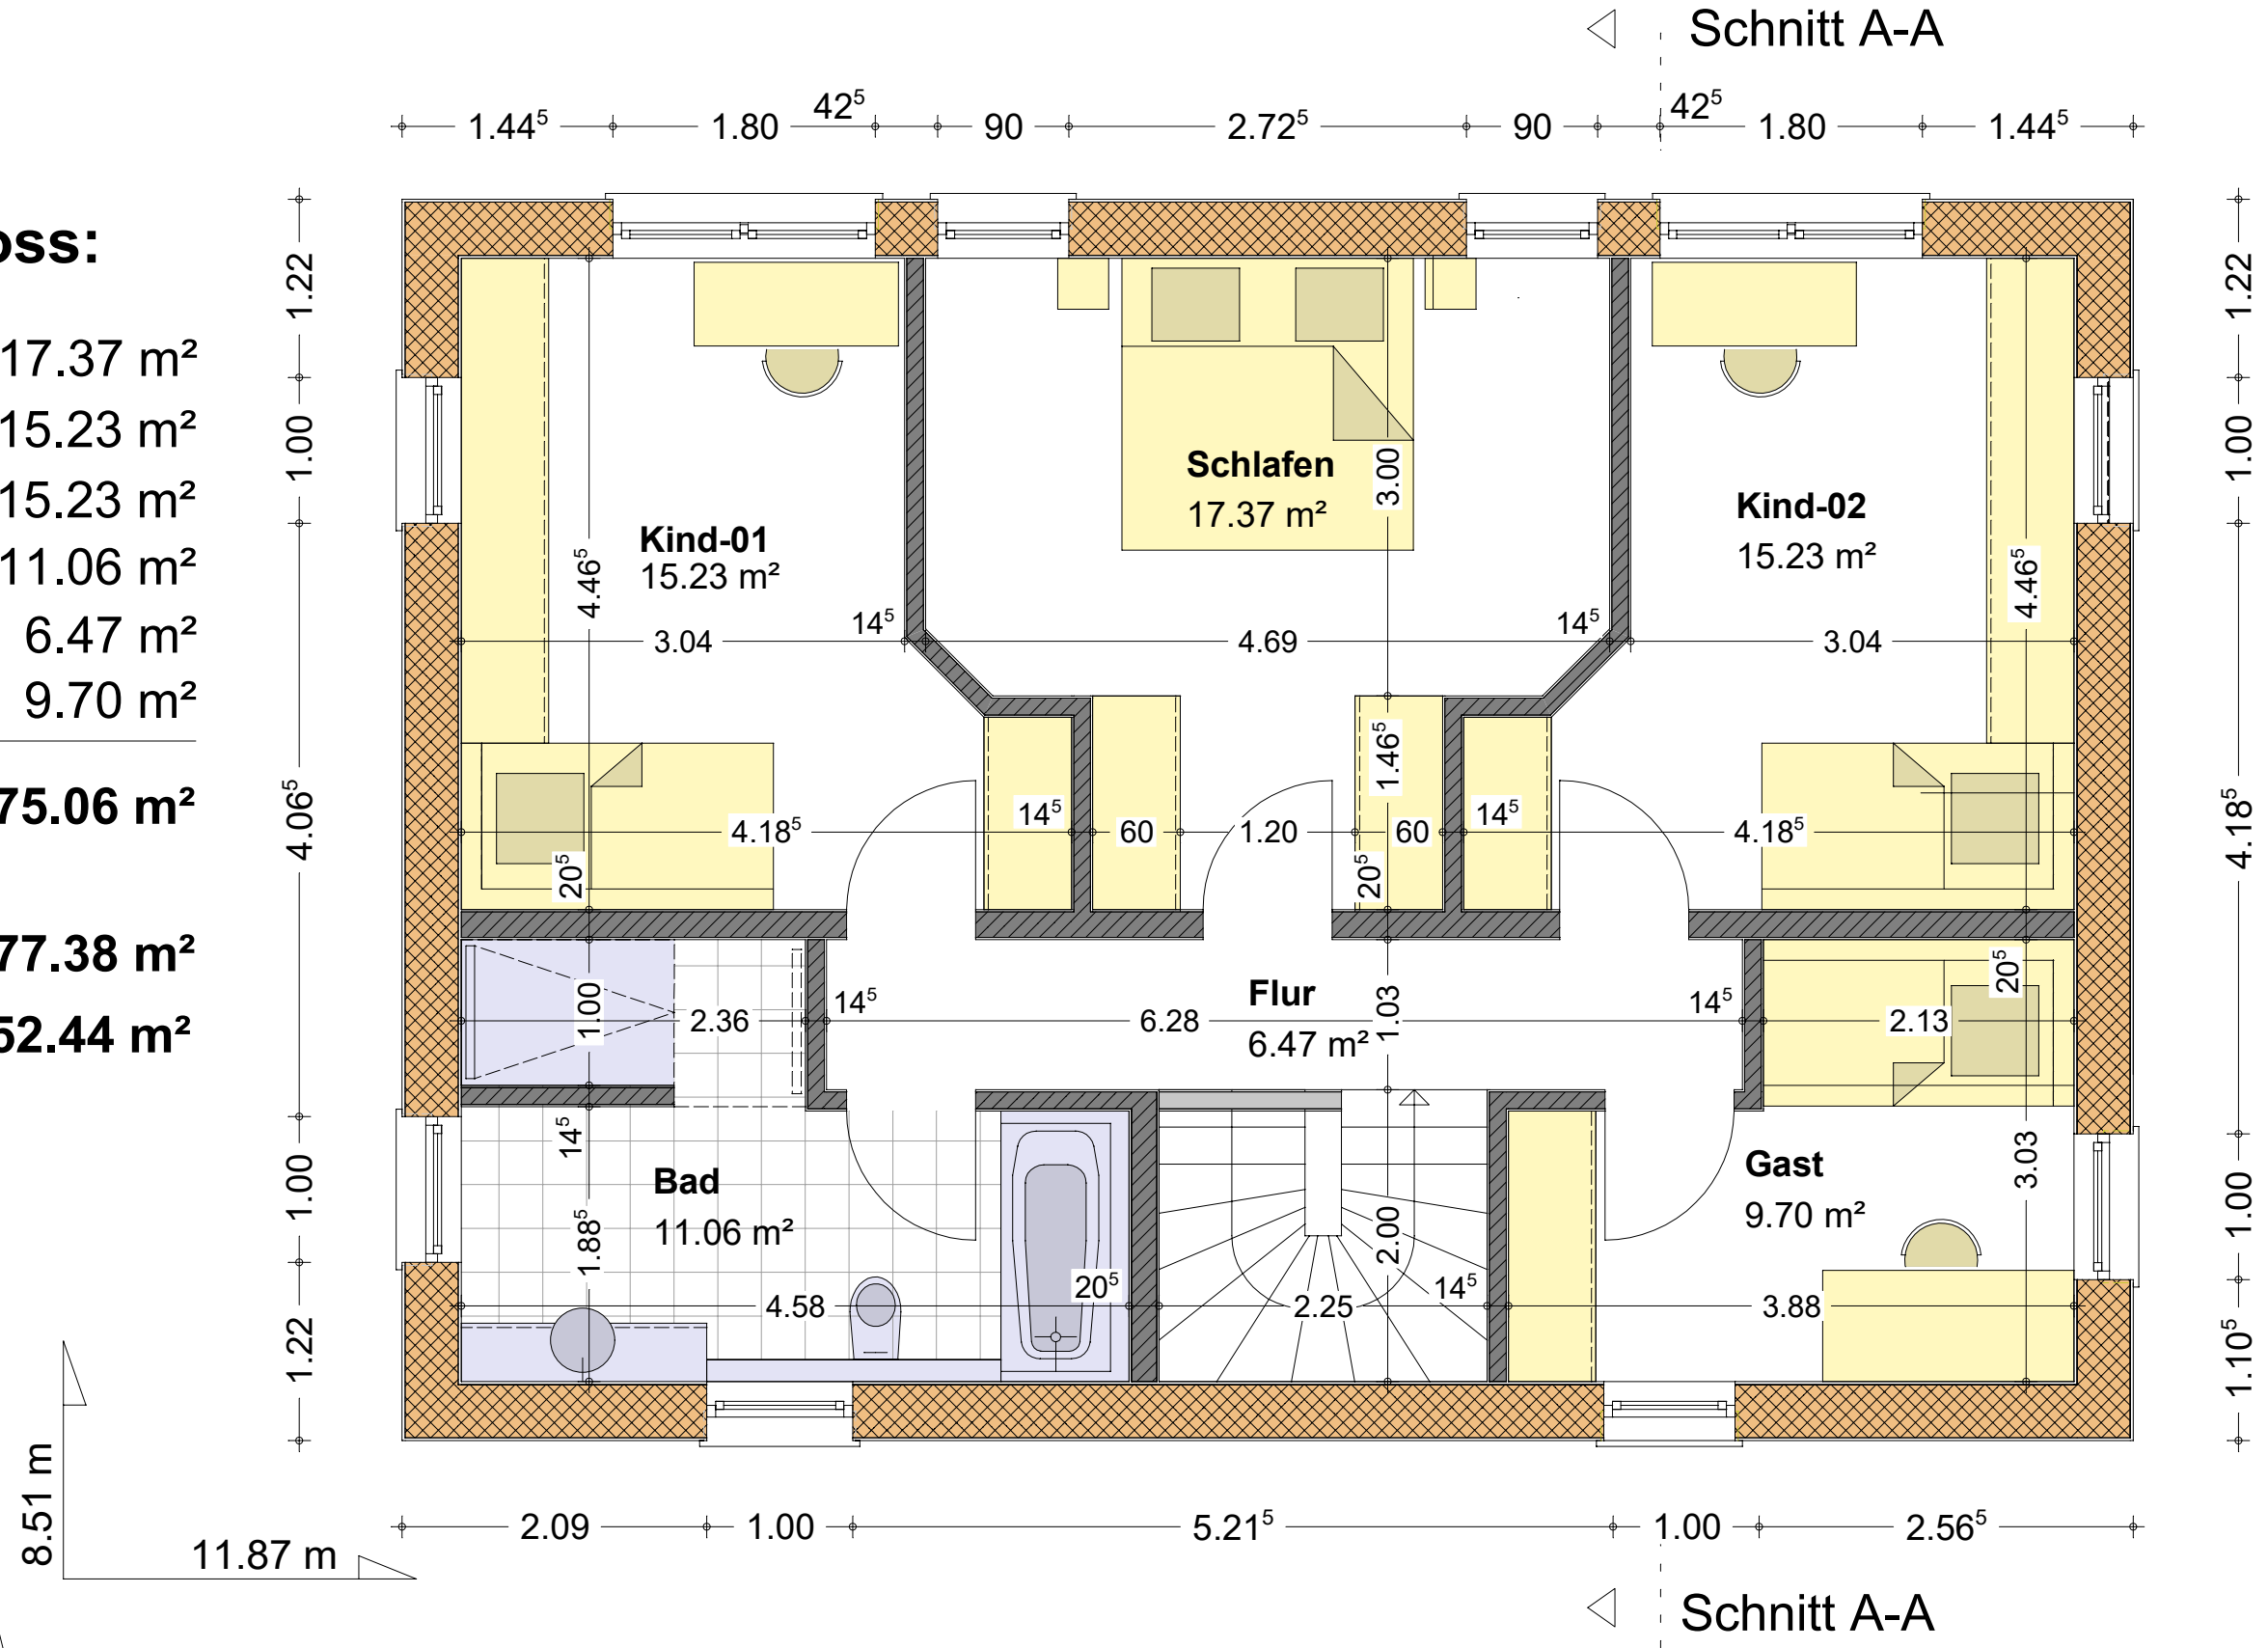 Schnitt A-A
1.44⁵ 1.80 42⁵ 90 2.72⁵ 90 42⁵ 1.80 1.44⁵
oss:
17.37 m²
15.23 m²
15.23 m²
11.06 m²
6.47 m²
9.70 m²
75.06 m²
77.38 m²
52.44 m²
1.22
1.00
4.06⁵
1.00
1.22
Kind-01
15.23 m²
4.46⁵
3.04
14⁵
4.18⁵
14⁵
20⁵
Schlafen
17.37 m²
3.00
4.69
14⁵
1.46⁵
60
1.20
60
20⁵
Kind-02
15.23 m²
4.46⁵
3.04
14⁵
4.18⁵
20⁵
1.00
2.36
14⁵
Flur
6.47 m²
6.28
1.03
14⁵
2.13
Bad
11.06 m²
14⁵
1.88⁵
4.58
20⁵
2.00
2.25
14⁵
Gast
9.70 m²
3.03
3.88
1.22
1.00
4.18⁵
1.00
1.10⁵
8.51 m
11.87 m
2.09 1.00 5.21⁵ 1.00 2.56⁵
Schnitt A-A